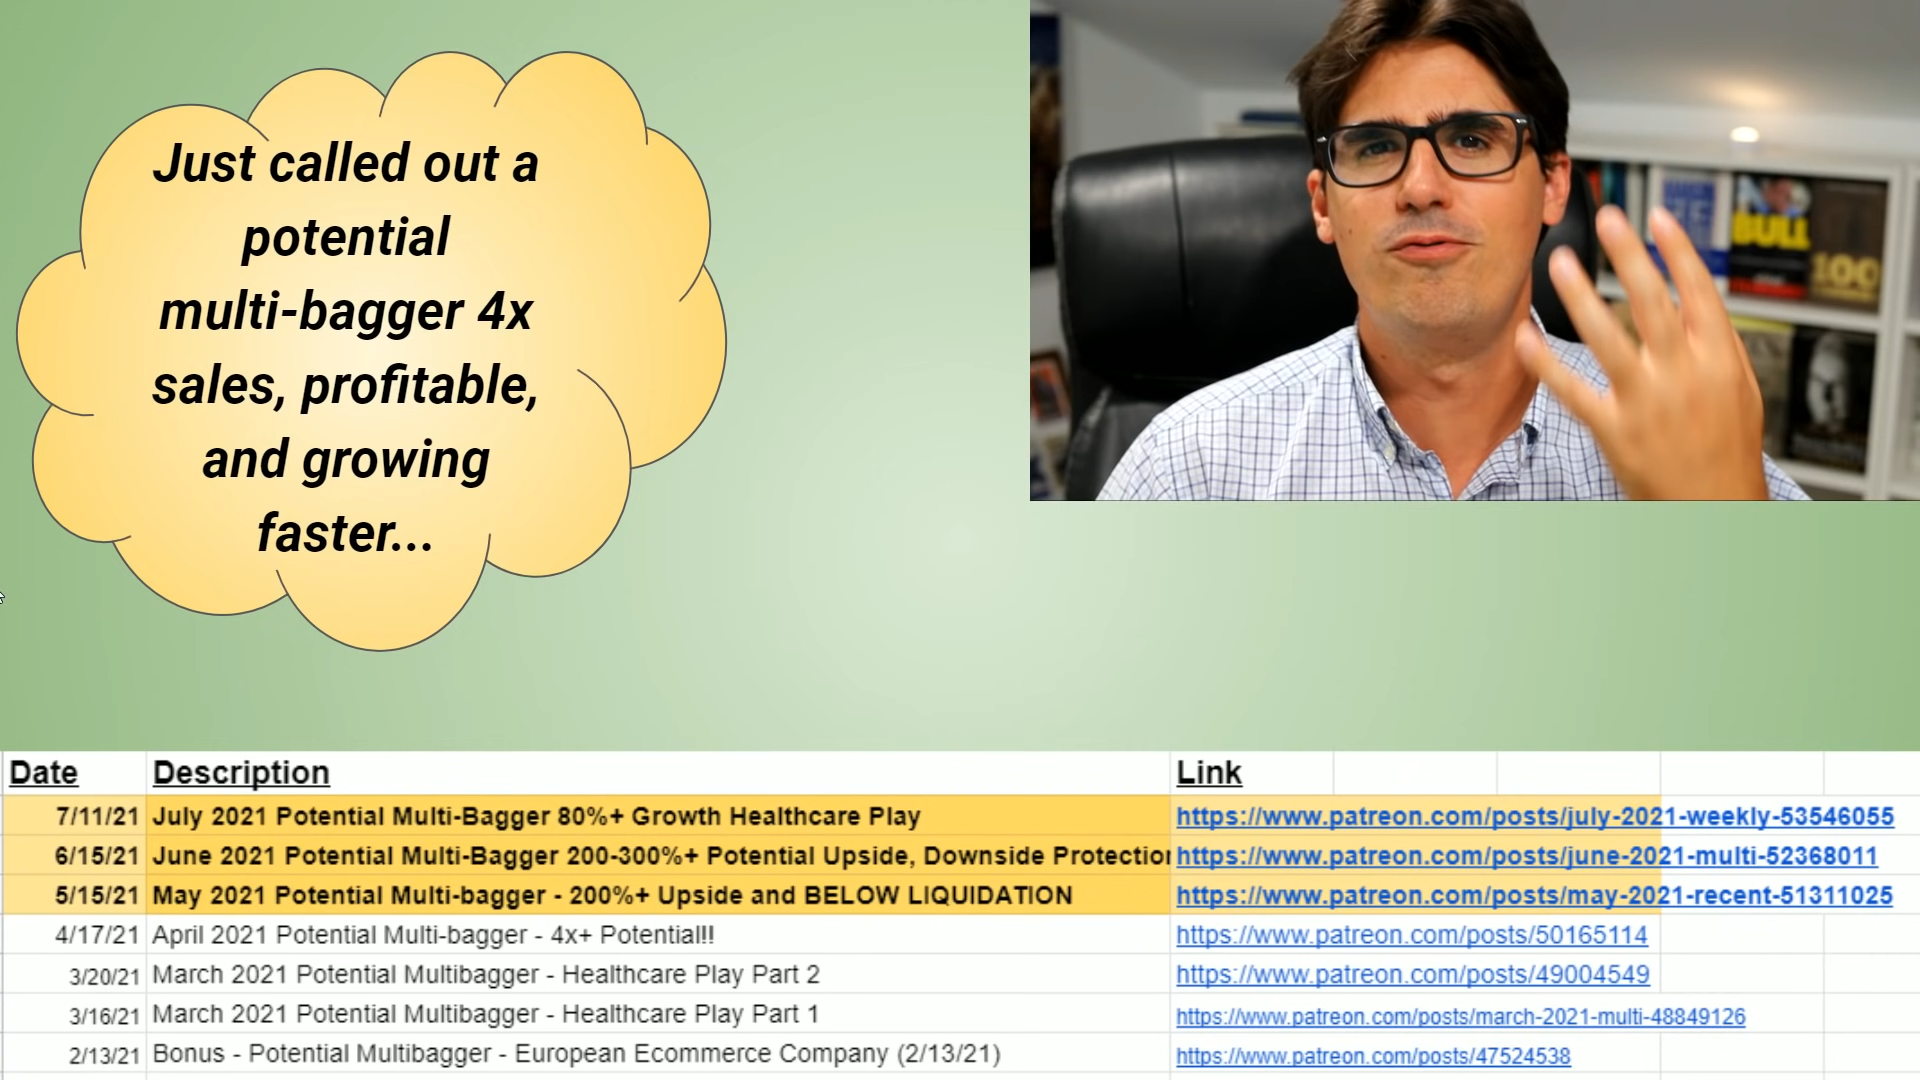 Just called out a
potential
multi-bagger 4x
sales, profitable,
and growing
faster...
BULL
100
Date Description Link
7/11/21 July 2021 Potential Multi-Bagger 80%+ Growth Healthcare Play https://www.patreon.com/posts/july-2021-weekly-53546055
6/15/21 June 2021 Potential Multi-Bagger 200-300%+ Potential Upside, Downside Protection https://www.patreon.com/posts/june-2021-multi-52368011
5/15/21 May 2021 Potential Multi-bagger - 200%+ Upside and BELOW LIQUIDATION https://www.patreon.com/posts/may-2021-recent-51311025
4/17/21 April 2021 Potential Multi-bagger - 4x+ Potential!! https://www.patreon.com/posts/50165114
3/20/21 March 2021 Potential Multibagger - Healthcare Play Part 2 https://www.patreon.com/posts/49004549
3/16/21 March 2021 Potential Multibagger - Healthcare Play Part 1 https://www.patreon.com/posts/march-2021-multi-48849126
2/13/21 Bonus - Potential Multibagger - European Ecommerce Company (2/13/21) https://www.patreon.com/posts/47524538